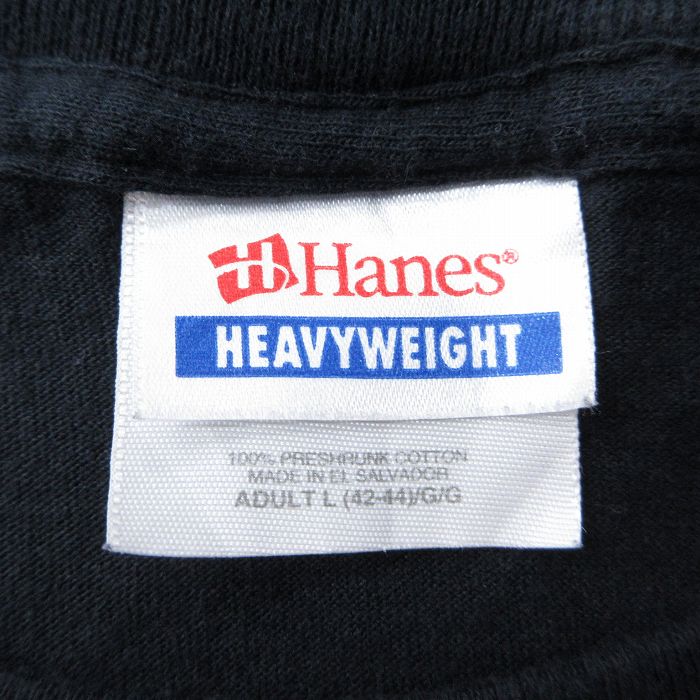 H Hanes®
HEAVYWEIGHT
100% PRESHRUNK COTTON
MADE IN EL SALVADOR
ADULT L (42-44)/G/G